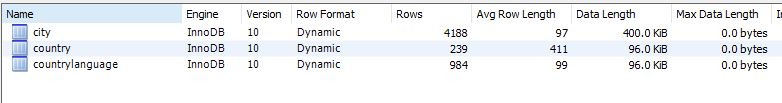 Name Engine Version Row Format Rows Avg Row Length Data Length Max Data Length
city InnoDB 10 Dynamic 4188 97 400.0 KiB 0.0 bytes
country InnoDB 10 Dynamic 239 411 96.0 KiB 0.0 bytes
countrylanguage InnoDB 10 Dynamic 984 99 96.0 KiB 0.0 bytes